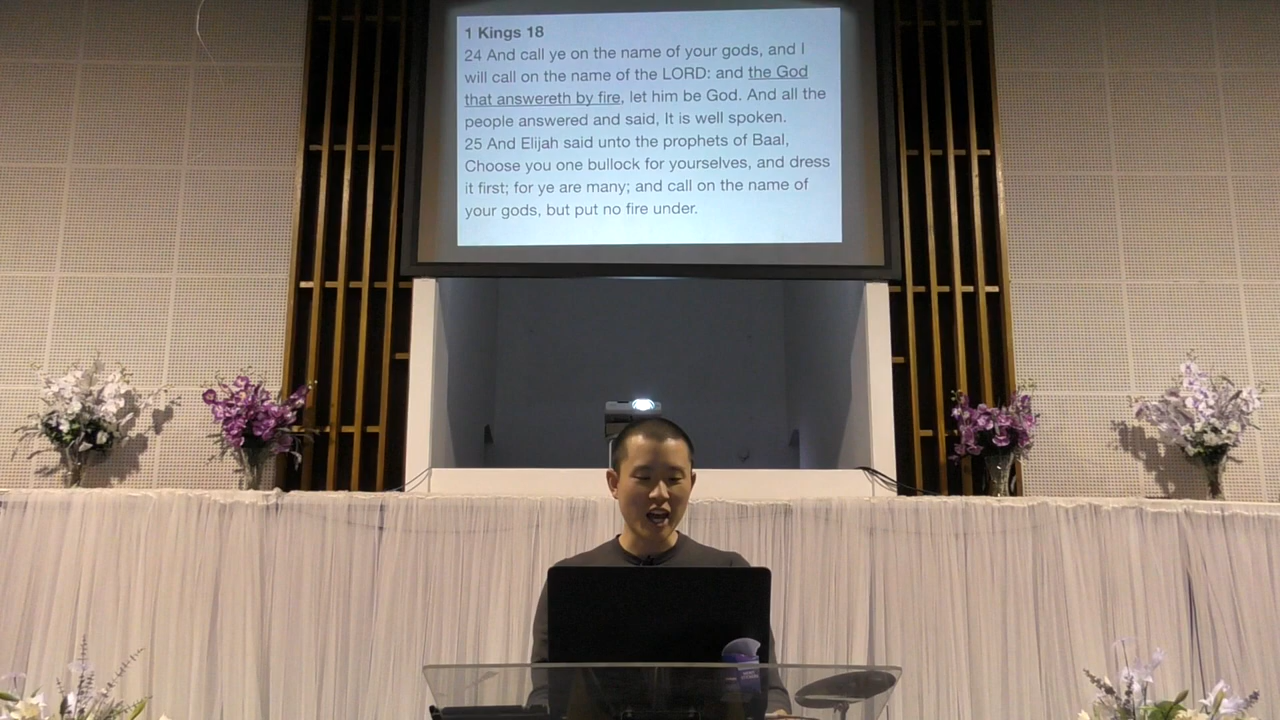 1 Kings 18
24 And call ye on the name of your gods, and I
will call on the name of the LORD: and the God
that answereth by fire, let him be God. And all the
people answered and said, It is well spoken.
25 And Elijah said unto the prophets of Baal,
Choose you one bullock for yourselves, and dress
it first; for ye are many; and call on the name of
your gods, but put no fire under.